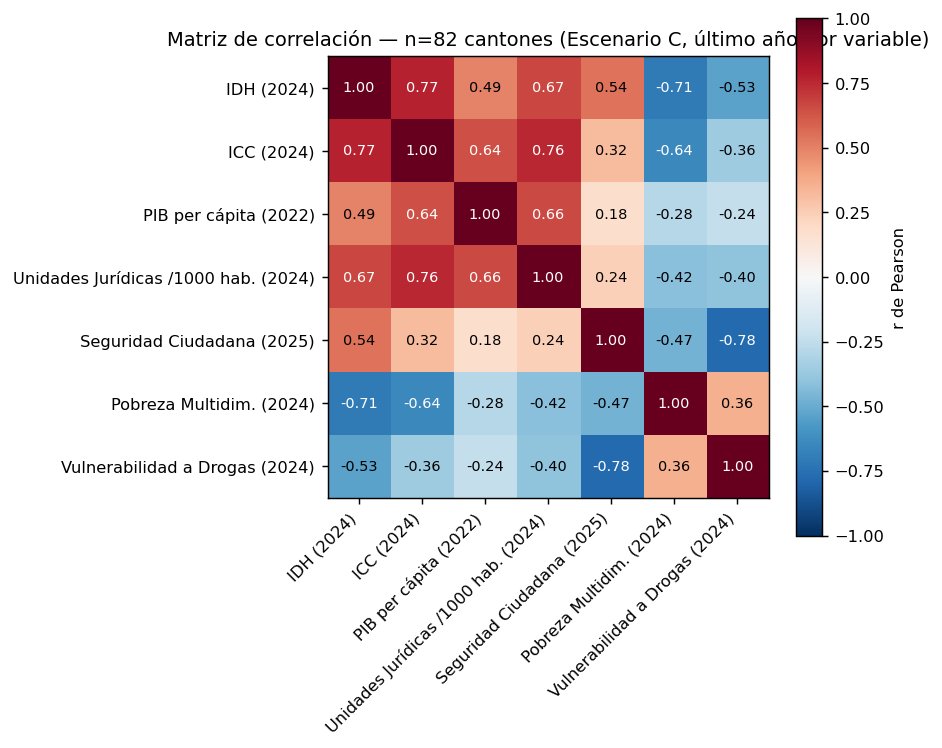 Matriz de correlación — n=82 cantones (Escenario C, último año por variable)
IDH (2024) 1.00 0.77 0.49 0.67 0.54 -0.71 -0.53
ICC (2024) 0.77 1.00 0.64 0.76 0.32 -0.64 -0.36
PIB per cápita (2022) 0.49 0.64 1.00 0.66 0.18 -0.28 -0.24
Unidades Jurídicas /1000 hab. (2024) 0.67 0.76 0.66 1.00 0.24 -0.42 -0.40
Seguridad Ciudadana (2025) 0.54 0.32 0.18 0.24 1.00 -0.47 -0.78
Pobreza Multidim. (2024) -0.71 -0.64 -0.28 -0.42 -0.47 1.00 0.36
Vulnerabilidad a Drogas (2024) -0.53 -0.36 -0.24 -0.40 -0.78 0.36 1.00
IDH (2024)
ICC (2024)
PIB per cápita (2022)
Unidades Jurídicas /1000 hab. (2024)
Seguridad Ciudadana (2025)
Pobreza Multidim. (2024)
Vulnerabilidad a Drogas (2024)
1.00
0.75
0.50
0.25
0.00
−0.25
−0.50
−0.75
−1.00
r de Pearson